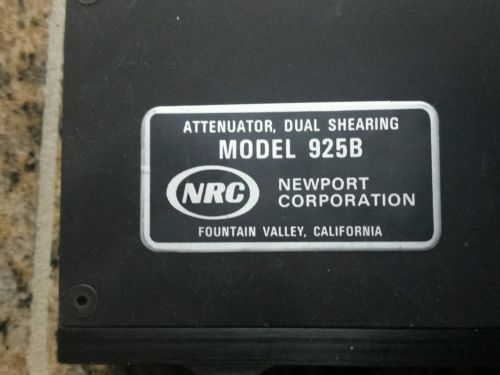 ATTENUATOR, DUAL SHEARING
MODEL 925B
NRC
NEWPORT
CORPORATION
FOUNTAIN VALLEY, CALIFORNIA